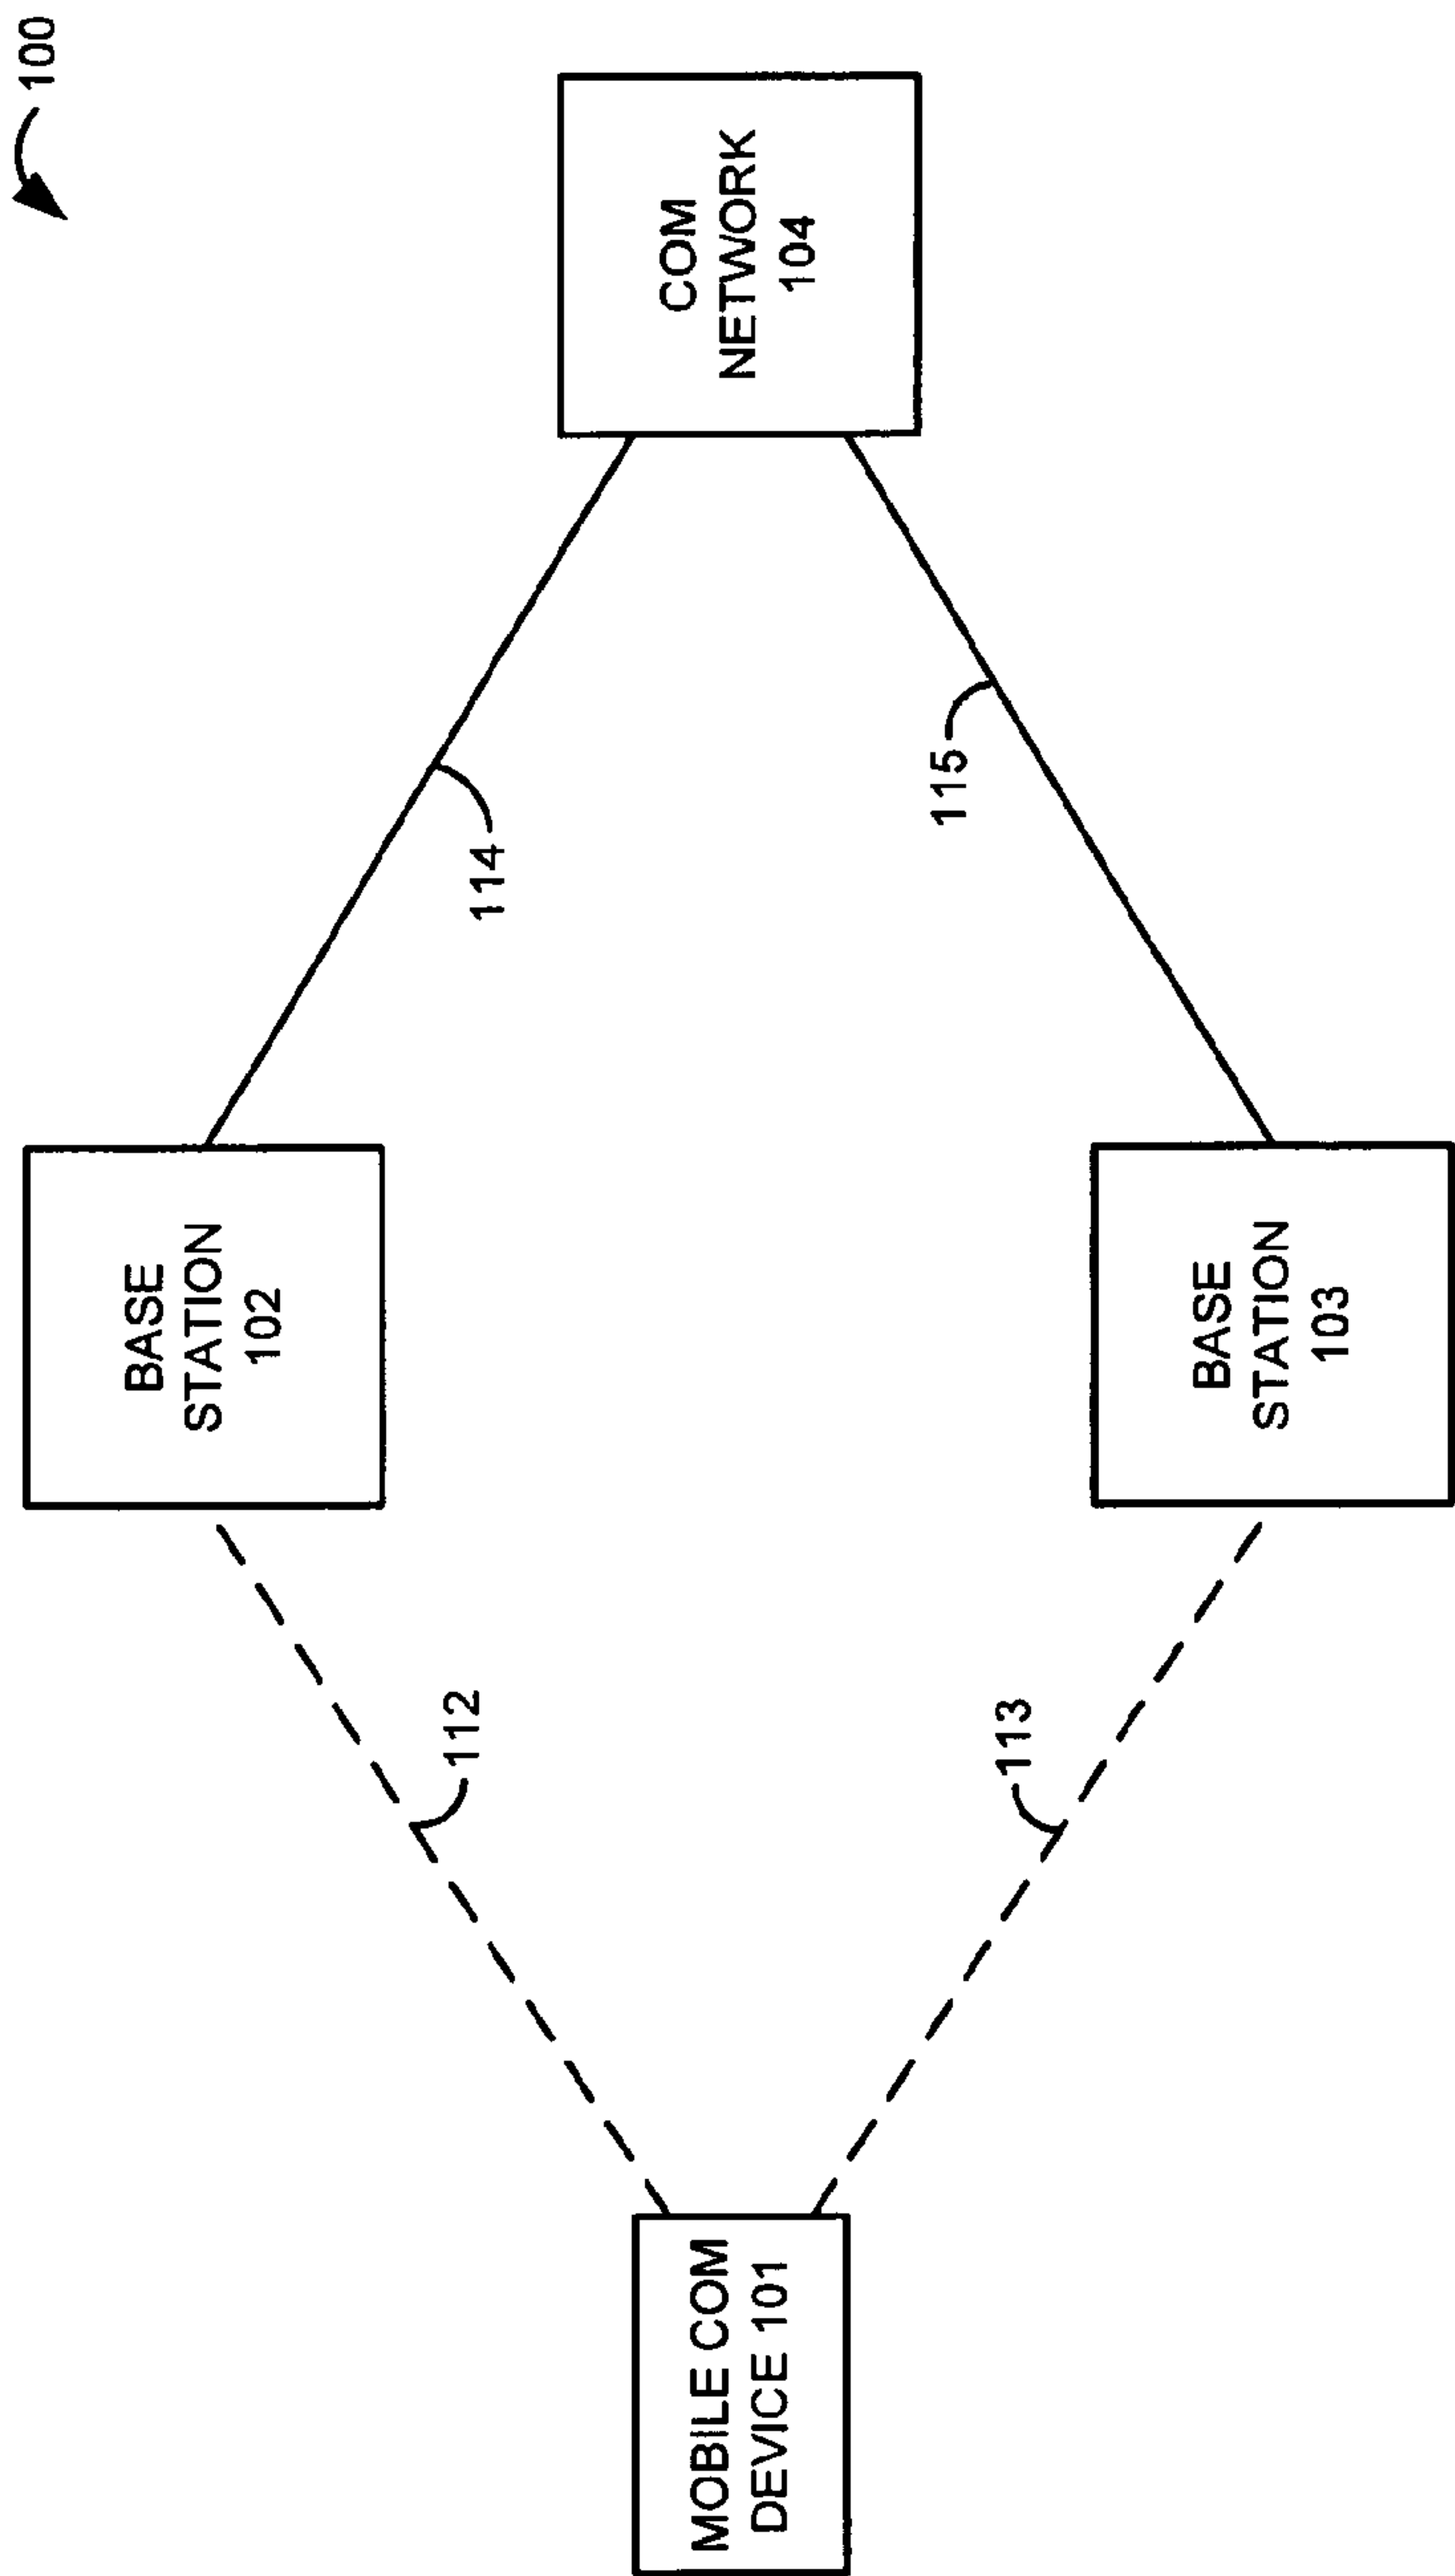 100
BASE
STATION
102
114
COM
NETWORK
104
112
MOBILE COM
DEVICE 101
113
115
BASE
STATION
103